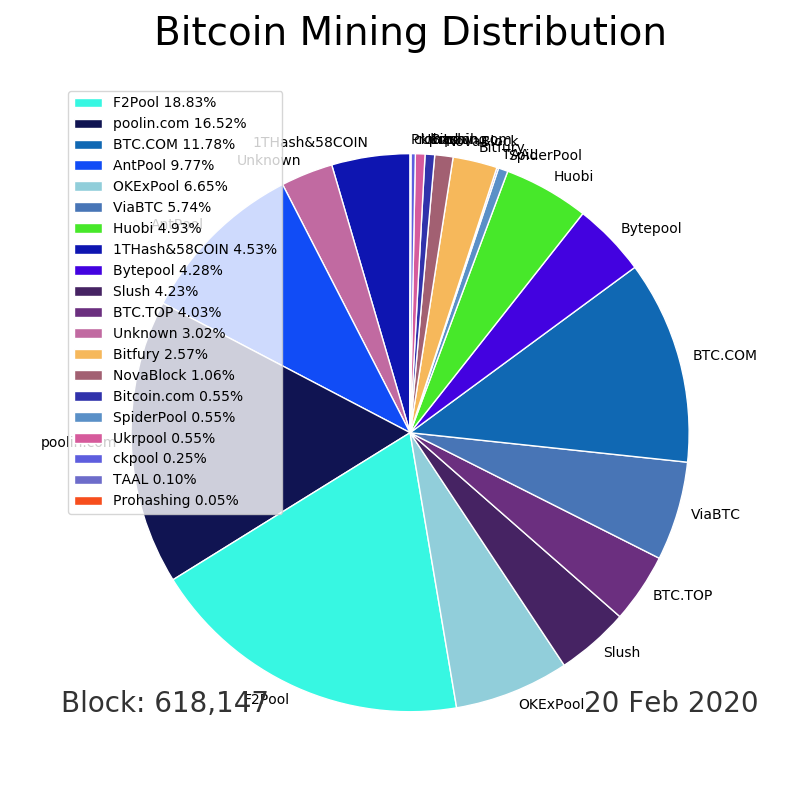 Bitcoin Mining Distribution
F2Pool 18.83%
poolin.com 16.52%
BTC.COM 11.78%
AntPool 9.77%
OKExPool 6.65%
ViaBTC 5.74%
Huobi 4.93%
1THash&58COIN 4.53%
Bytepool 4.28%
Slush 4.23%
BTC.TOP 4.03%
Unknown 3.02%
Bitfury 2.57%
NovaBlock 1.06%
Bitcoin.com 0.55%
SpiderPool 0.55%
Ukrpool 0.55%
ckpool 0.25%
TAAL 0.10%
Prohashing 0.05%
1THash&58COIN
Unknown
AntPool
poolin.com
F2Pool
OKExPool
Slush
BTC.TOP
ViaBTC
BTC.COM
Bytepool
Huobi
SpiderPool
TAAL
Bitfury
NovaBlock
Block: 618,147
20 Feb 2020